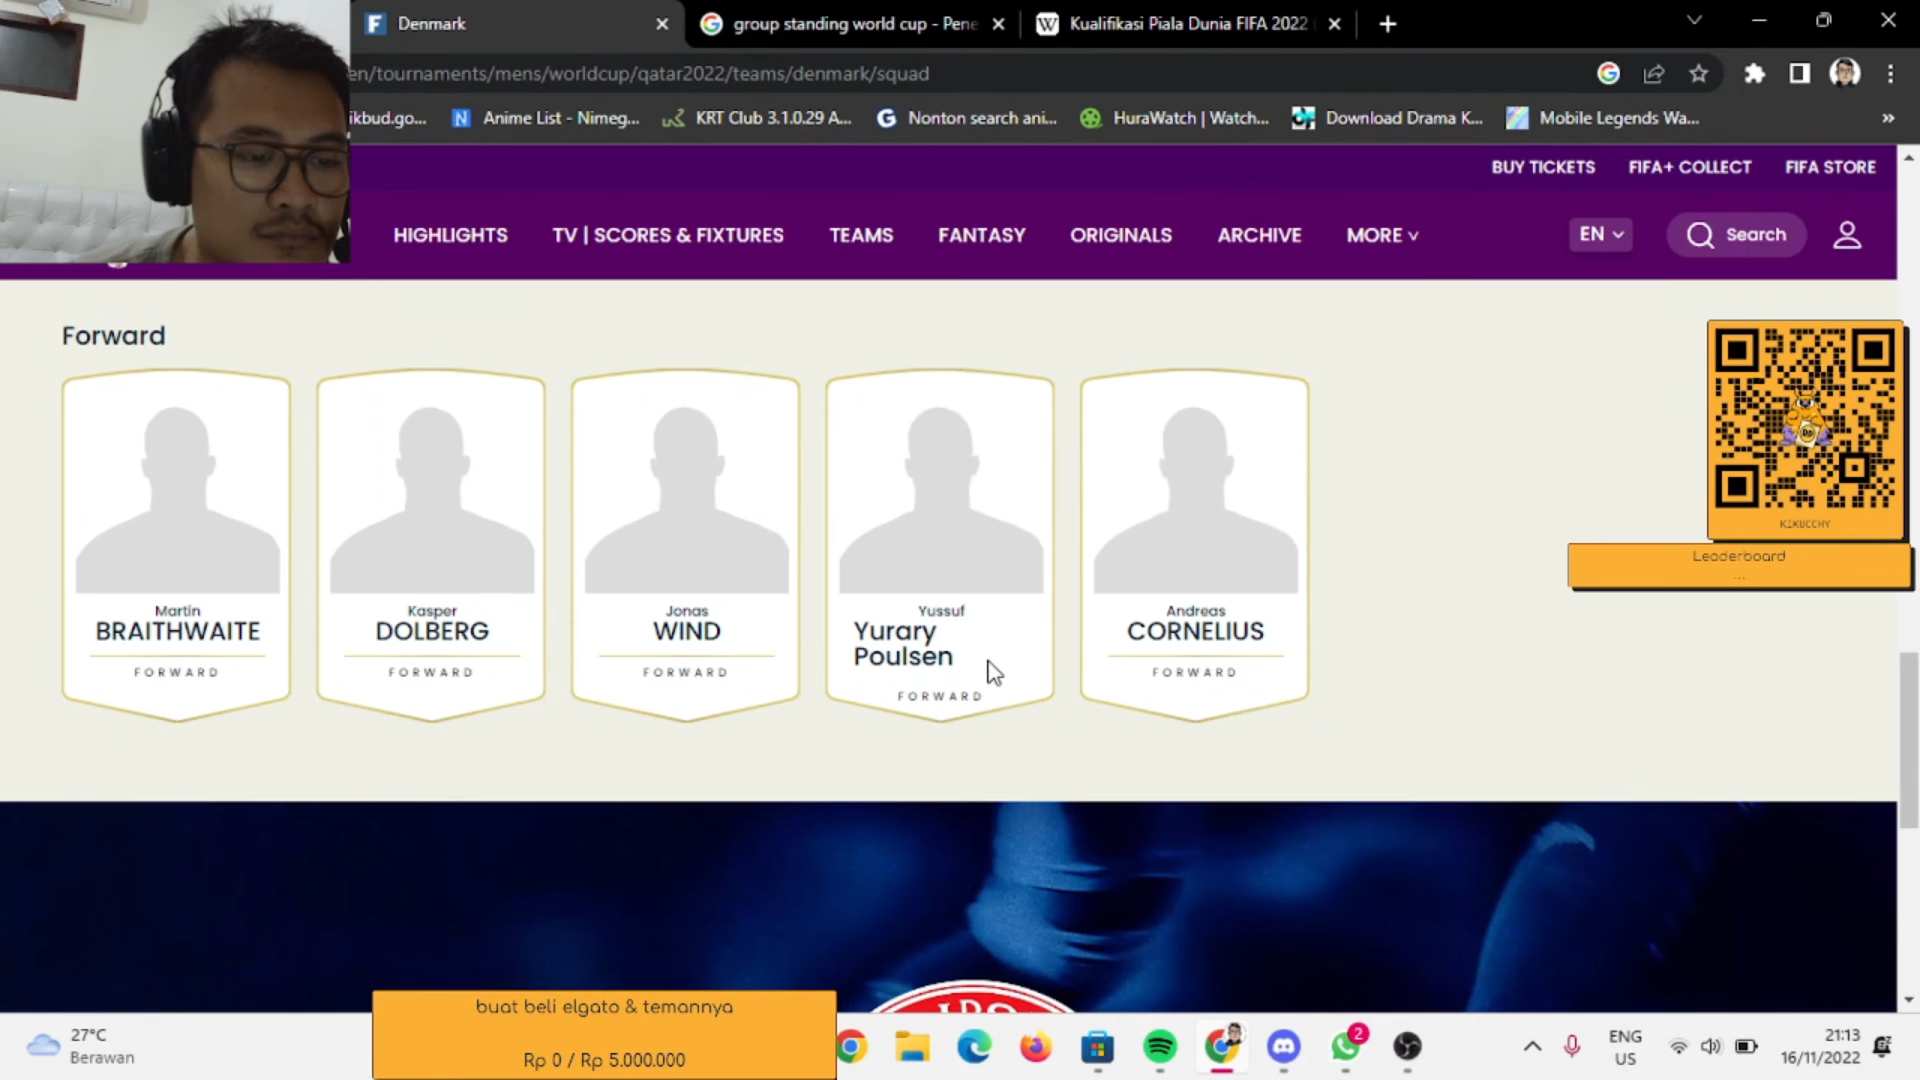 Denmark
group standing world cup - Pene
Kualifikasi Piala Dunia FIFA 2022
en/tournaments/mens/worldcup/qatar2022/teams/denmark/squad
ikbud.go...
Anime List - Nimeg...
KRT Club 3.1.0.29 A...
Nonton search ani...
HuraWatch | Watch...
Download Drama K...
Mobile Legends Wa...
»
BUY TICKETS
FIFA+ COLLECT
FIFA STORE
HIGHLIGHTS
TV | SCORES & FIXTURES
TEAMS
FANTASY
ORIGINALS
ARCHIVE
MORE
EN
Search
Forward
Martin
BRAITHWAITE
FORWARD
Kasper
DOLBERG
FORWARD
Jonas
WIND
FORWARD
Yussuf
Yurary
Poulsen
FORWARD
Andreas
CORNELIUS
FORWARD
KIKUCCHY
Leaderboard
...
buat beli elgato & temannya
Rp 0 / Rp 5.000.000
27°C
Berawan
2
ENG
US
21:13
16/11/2022